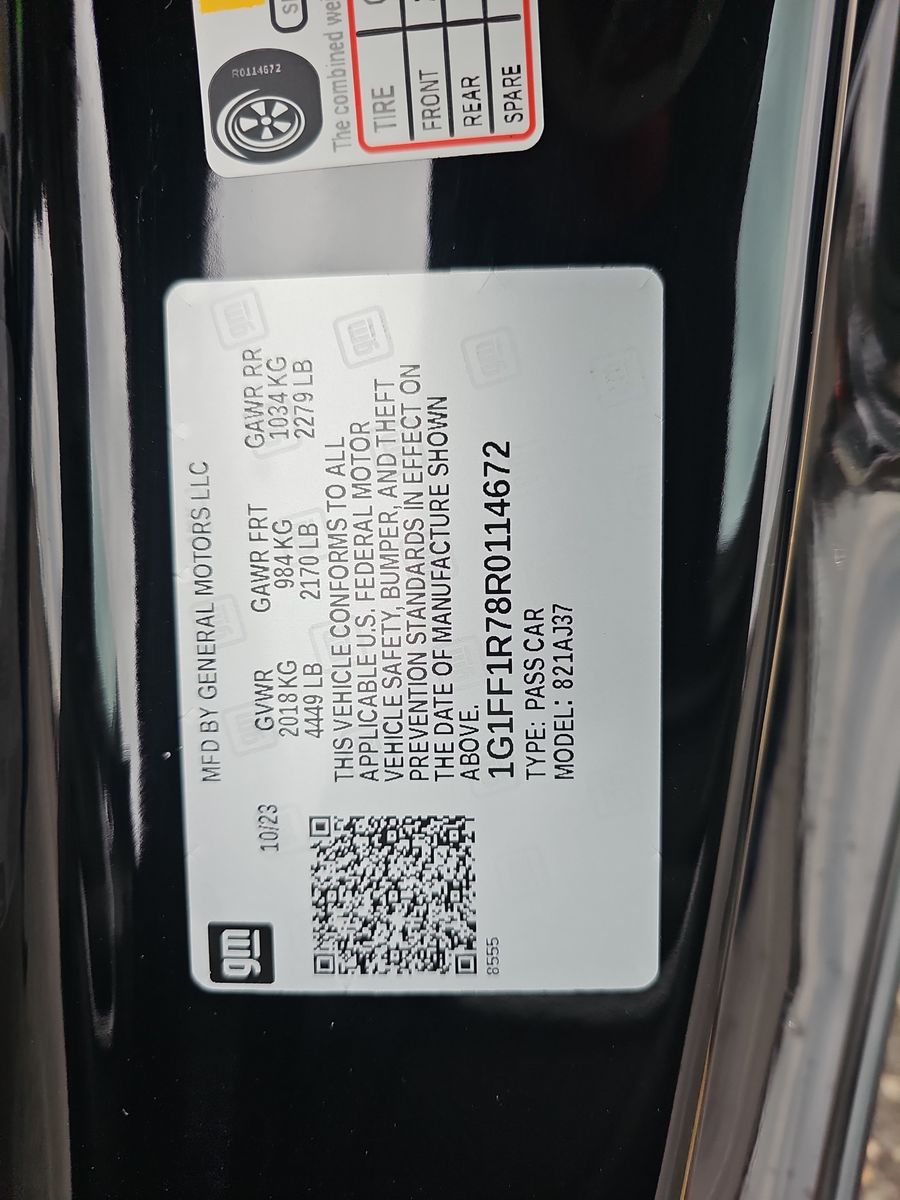 R0114672
The combined we
TIRE
FRONT
REAR
SPARE
gm
10/23
MFD BY GENERAL MOTORS LLC
GVWR GAWR FRT GAWR RR
2018 KG 984 KG 1034 KG
4449 LB 2170 LB 2279 LB
THIS VEHICLE CONFORMS TO ALL
APPLICABLE U.S. FEDERAL MOTOR
VEHICLE SAFETY, BUMPER, AND THEFT
PREVENTION STANDARDS IN EFFECT ON
THE DATE OF MANUFACTURE SHOWN
ABOVE.
1G1FF1R78R0114672
TYPE: PASS CAR
MODEL: 821AJ37
8555